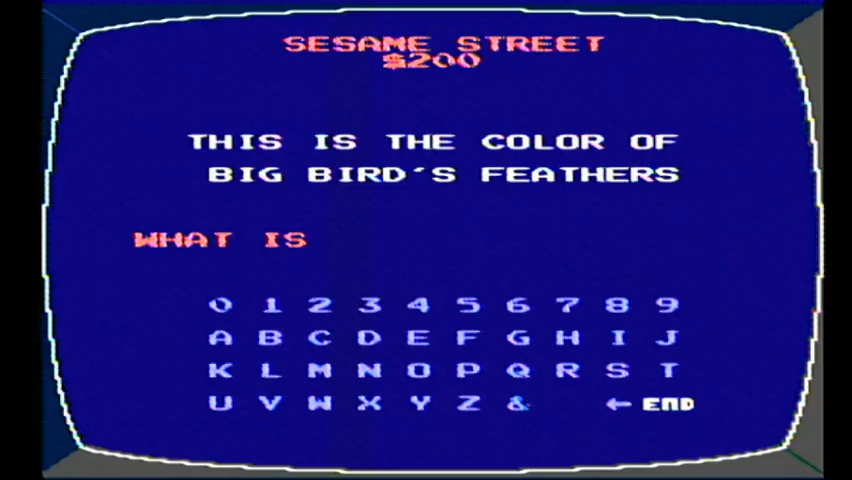 SESAME STREET
$200
THIS IS THE COLOR OF
BIG BIRD'S FEATHERS
WHAT IS
0 1 2 3 4 5 6 7 8 9
A B C D E F G H I J
K L M N O P Q R S T
U V W X Y Z & ← END